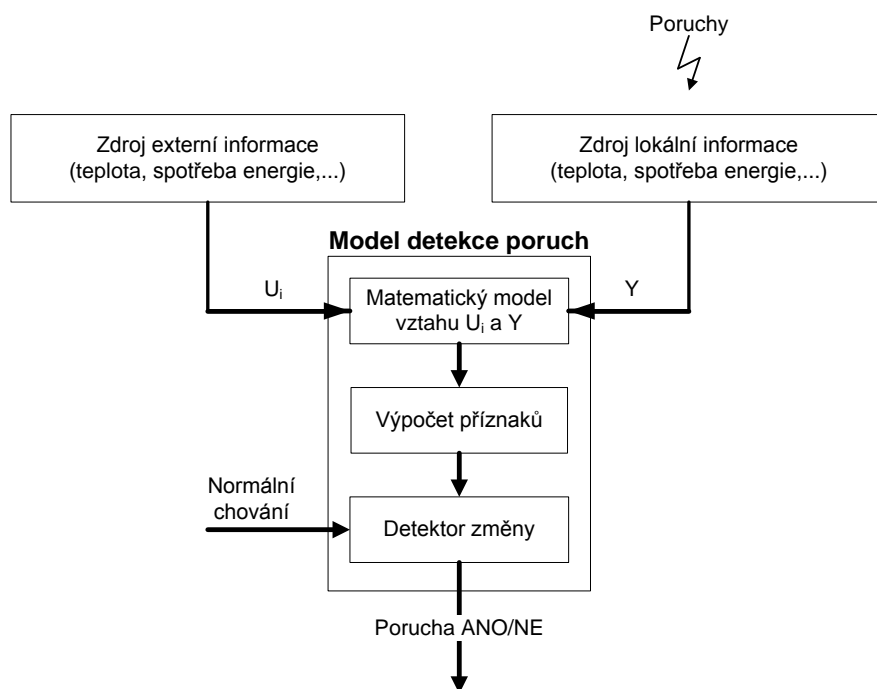 Poruchy
Zdroj externí informace
(teplota, spotřeba energie,...)
Zdroj lokální informace
(teplota, spotřeba energie,...)
Model detekce poruch
Uᵢ
Matematický model
vztahu Uᵢ a Y
Y
Výpočet příznaků
Normální
chování
Detektor změny
Porucha ANO/NE